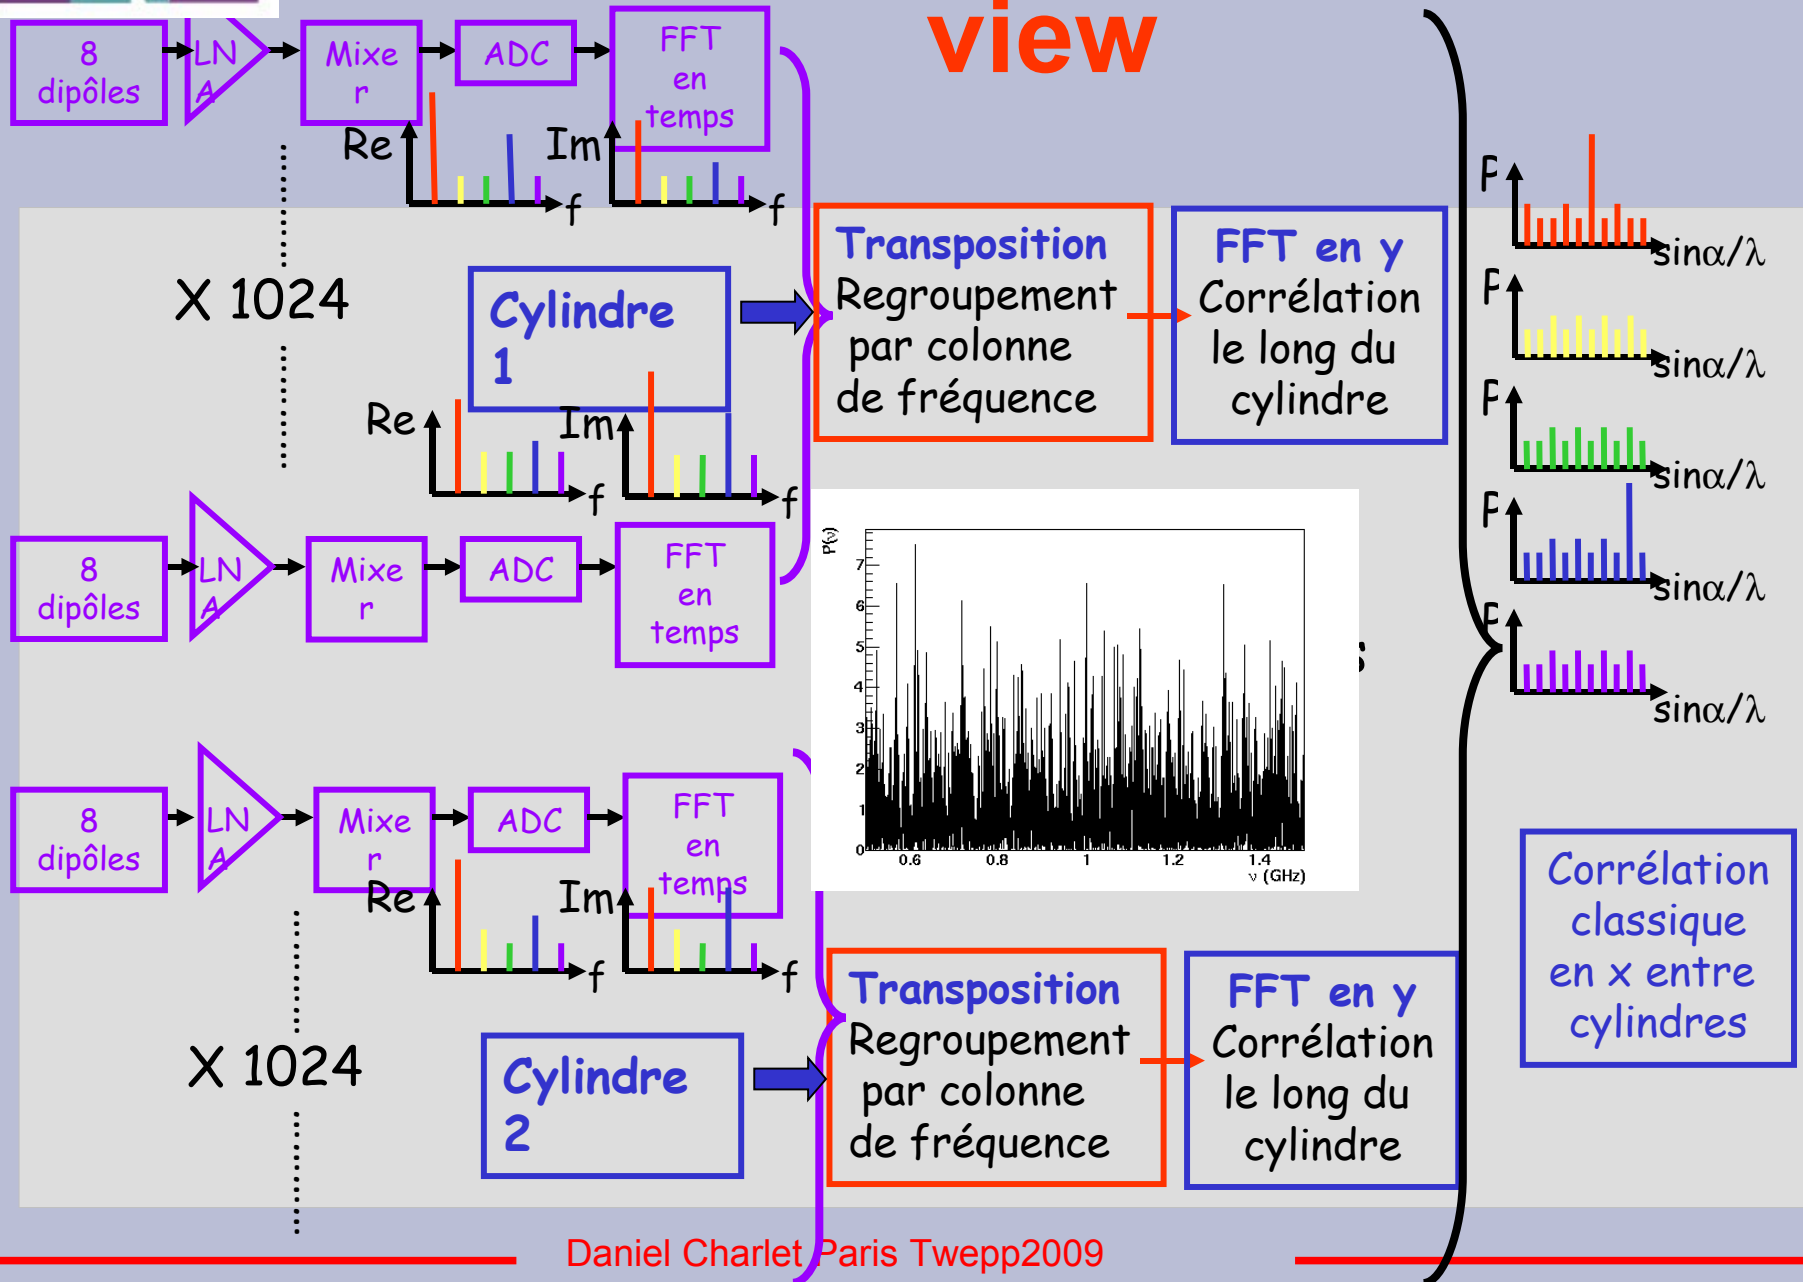 view
8
dipôles
LN
A
Mixe
r
ADC
FFT
en
temps
Re
f
Im
f
X 1024
Cylindre
1
Transposition
Regroupement
par colonne
de fréquence
FFT en y
Corrélation
le long du
cylindre
Re
f
Im
f
8
dipôles
LN
A
Mixe
r
ADC
FFT
en
temps
P(ν)
7
6
5
4
3
2
1
0
0.6
0.8
1
1.2
1.4
ν (GHz)
s
P
sinα/λ
P
sinα/λ
P
sinα/λ
P
sinα/λ
P
sinα/λ
8
dipôles
LN
A
Mixe
r
ADC
FFT
en
temps
Re
f
Im
f
X 1024
Cylindre
2
Transposition
Regroupement
par colonne
de fréquence
FFT en y
Corrélation
le long du
cylindre
Corrélation
classique
en x entre
cylindres
Daniel Charlet Paris Twepp2009